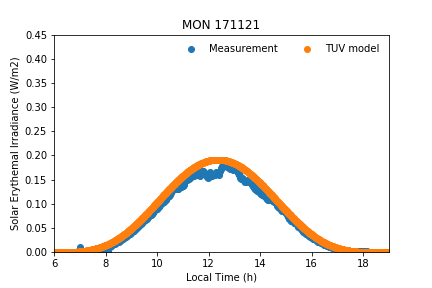 MON 171121
Measurement TUV model
Solar Erythemal Irradiance (W/m2)
0.45
0.40
0.35
0.30
0.25
0.20
0.15
0.10
0.05
0.00
6 8 10 12 14 16 18
Local Time (h)